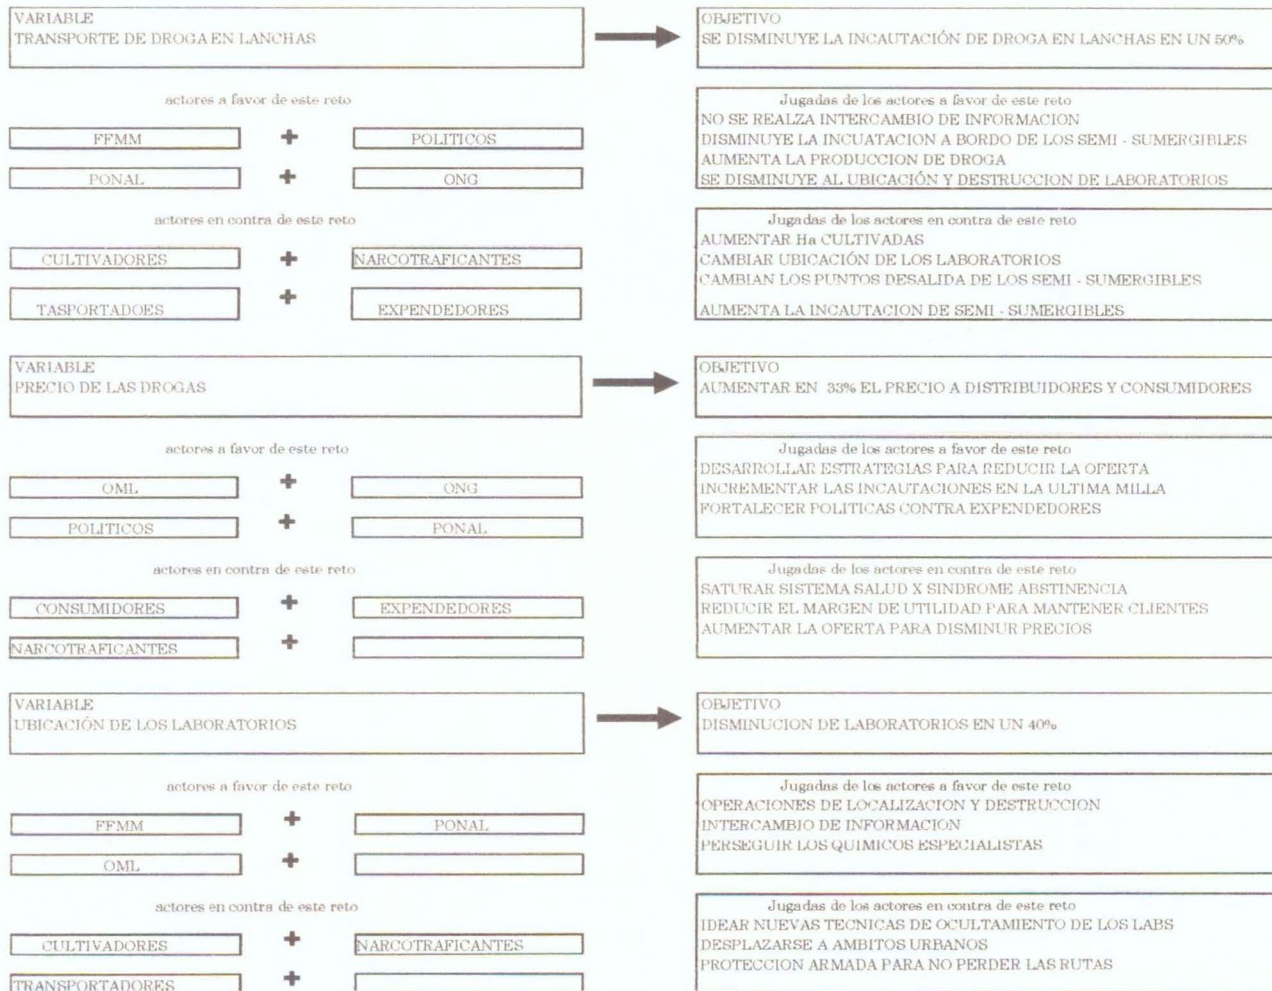 VARIABLE
TRANSPORTE DE DROGA EN LANCHAS
OBJETIVO
SE DISMINUYE LA INCAUTACIÓN DE DROGA EN LANCHAS EN UN 50%
actores a favor de este reto
FFMM + POLITICOS
PONAL + ONG
Jugadas de los actores a favor de este reto
NO SE REALZA INTERCAMBIO DE INFORMACION
DISMINUYE LA INCUATACION A BORDO DE LOS SEMI - SUMERGIBLES
AUMENTA LA PRODUCCION DE DROGA
SE DISMINUYE AL UBICACIÓN Y DESTRUCCION DE LABORATORIOS
actores en contra de este reto
CULTIVADORES + NARCOTRAFICANTES
TASPORTADOES + EXPENDEDORES
Jugadas de los actores en contra de este reto
AUMENTAR Ha CULTIVADAS
CAMBIAR UBICACIÓN DE LOS LABORATORIOS
CAMBIAN LOS PUNTOS DESALIDA DE LOS SEMI - SUMERGIBLES
AUMENTA LA INCAUTACION DE SEMI - SUMERGIBLES
VARIABLE
PRECIO DE LAS DROGAS
OBJETIVO
AUMENTAR EN 33% EL PRECIO A DISTRIBUIDORES Y CONSUMIDORES
actores a favor de este reto
OML + ONG
POLITICOS + PONAL
Jugadas de los actores a favor de este reto
DESARROLLAR ESTRATEGIAS PARA REDUCIR LA OFERTA
INCREMENTAR LAS INCAUTACIONES EN LA ULTIMA MILLA
FORTALECER POLITICAS CONTRA EXPENDEDORES
actores en contra de este reto
CONSUMIDORES + EXPENDEDORES
NARCOTRAFICANTES +
Jugadas de los actores en contra de este reto
SATURAR SISTEMA SALUD X SINDROME ABSTINENCIA
REDUCIR EL MARGEN DE UTILIDAD PARA MANTENER CLIENTES
AUMENTAR LA OFERTA PARA DISMINUR PRECIOS
VARIABLE
UBICACIÓN DE LOS LABORATORIOS
OBJETIVO
DISMINUCION DE LABORATORIOS EN UN 40%
actores a favor de este reto
FFMM + PONAL
OML +
Jugadas de los actores a favor de este reto
OPERACIONES DE LOCALIZACION Y DESTRUCCION
INTERCAMBIO DE INFORMACION
PERSEGUIR LOS QUIMICOS ESPECIALISTAS
actores en contra de este reto
CULTIVADORES + NARCOTRAFICANTES
TRANSPORTADORES +
Jugadas de los actores en contra de este reto
IDEAR NUEVAS TECNICAS DE OCULTAMIENTO DE LOS LABS
DESPLAZARSE A AMBITOS URBANOS
PROTECCION ARMADA PARA NO PERDER LAS RUTAS